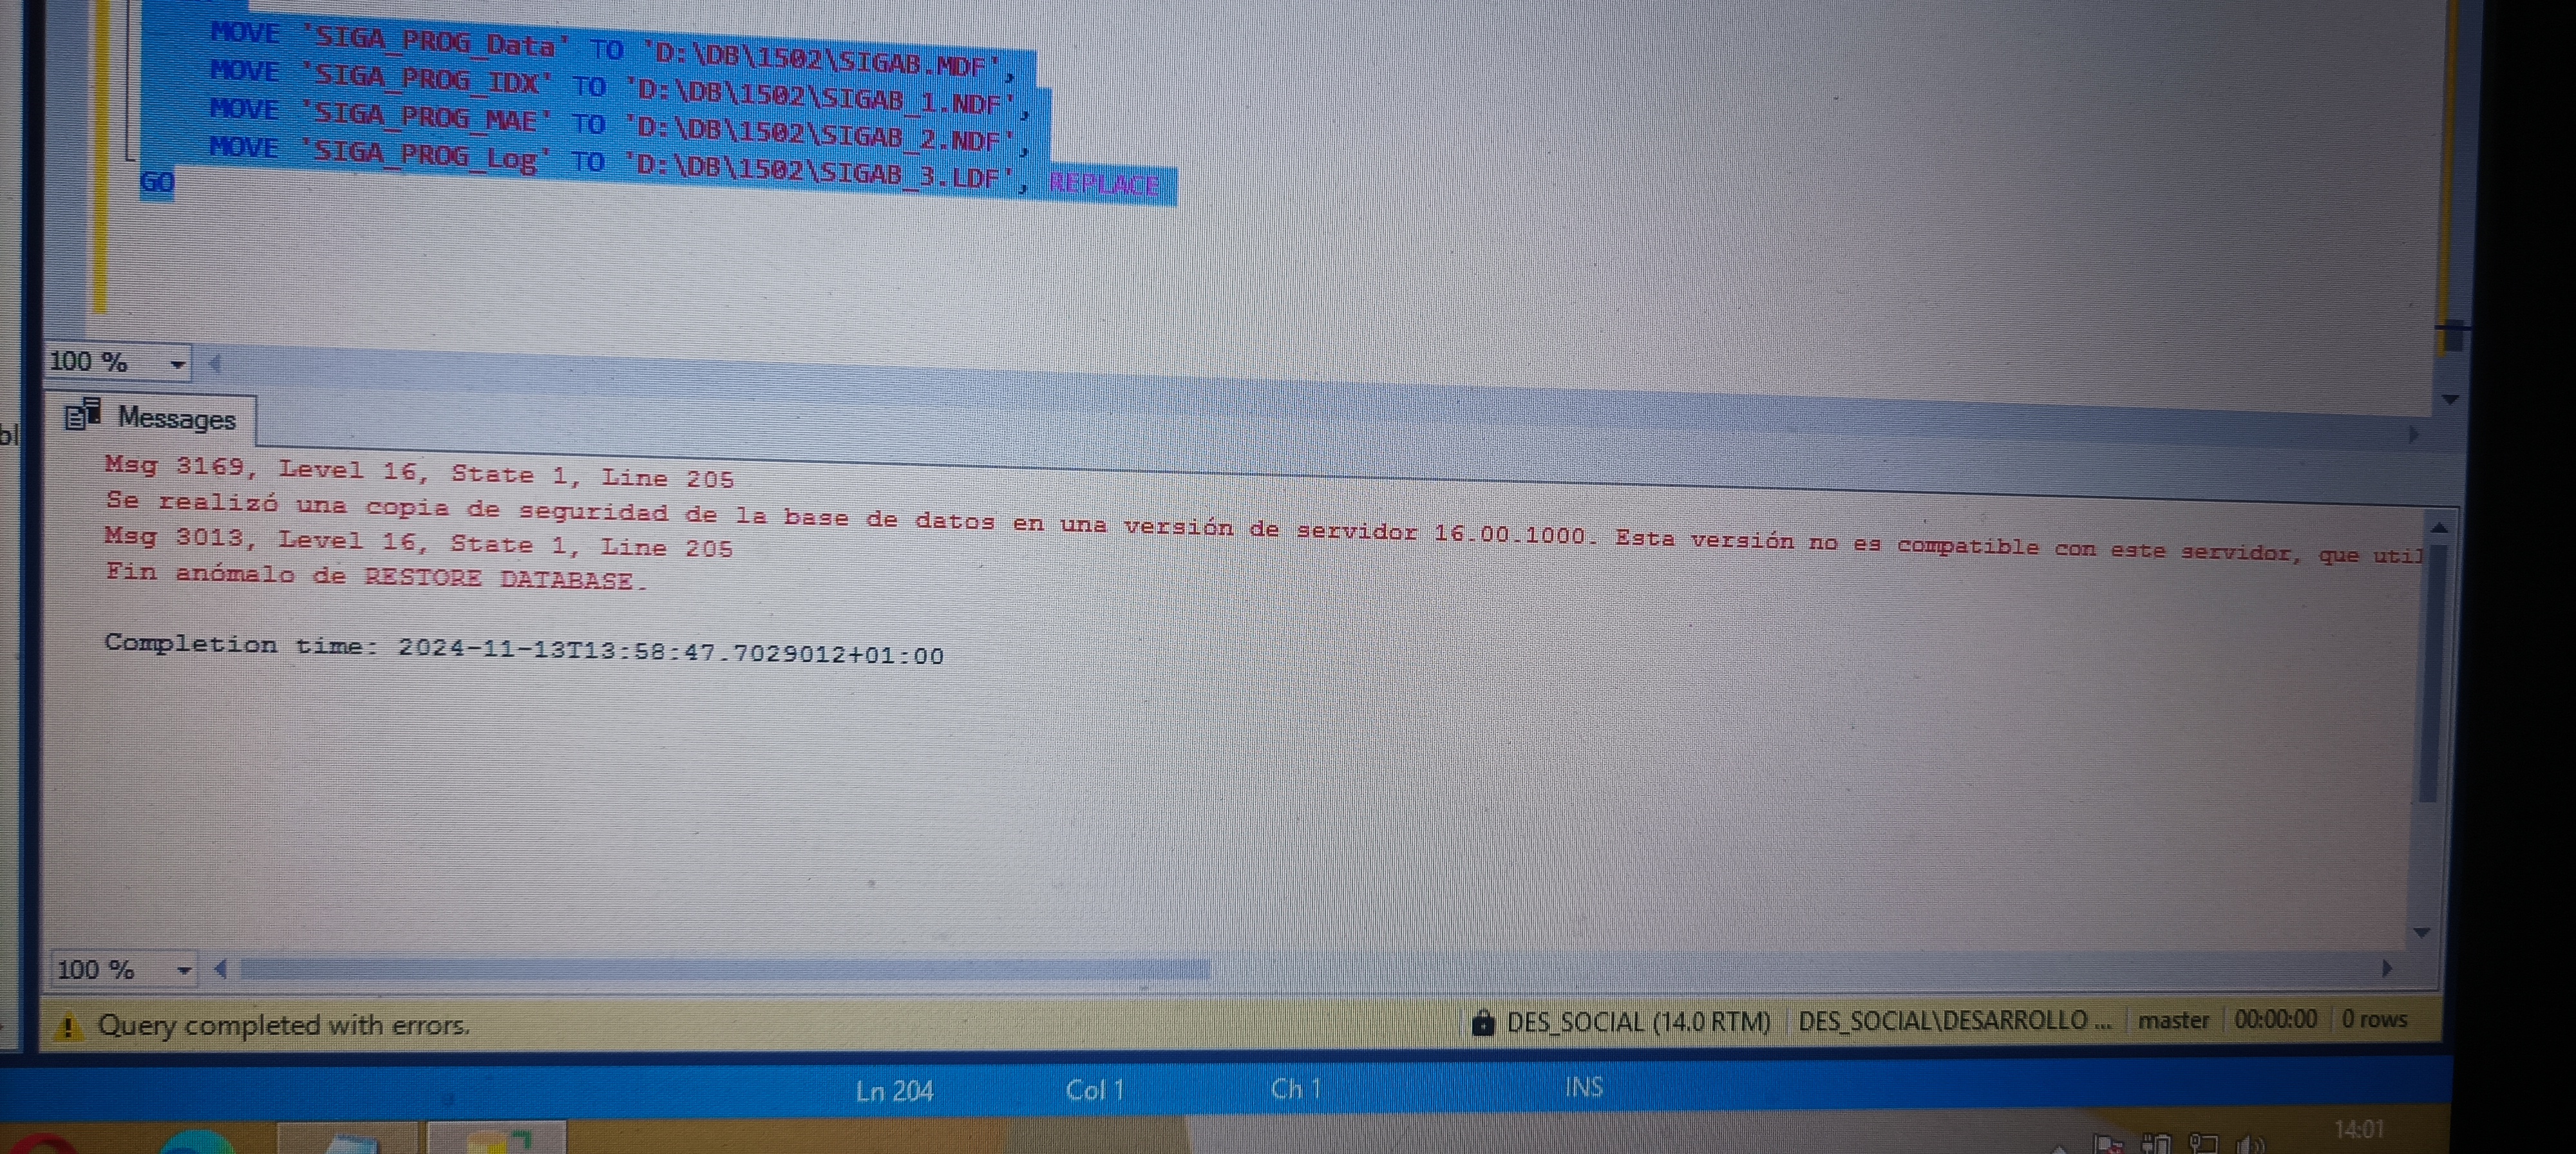 MOVE 'SIGA_PROG_Data' TO 'D:\DB\1502\SIGAB.MDF',
MOVE 'SIGA_PROG_IDX' TO 'D:\DB\1502\SIGAB_1.NDF',
MOVE 'SIGA_PROG_MAE' TO 'D:\DB\1502\SIGAB_2.NDF',
MOVE 'SIGA_PROG_Log' TO 'D:\DB\1502\SIGAB_3.LDF', REPLACE
GO
100 %
bl
Messages
Msg 3169, Level 16, State 1, Line 205
Se realizó una copia de seguridad de la base de datos en una versión de servidor 16.00.1000. Esta versión no es compatible con este servidor, que util
Msg 3013, Level 16, State 1, Line 205
Fin anómalo de RESTORE DATABASE.
Completion time: 2024-11-13T13:58:47.7029012+01:00
100 %
Query completed with errors.
DES_SOCIAL (14.0 RTM) DES_SOCIAL\DESARROLLO ... master 00:00:00 0 rows
Ln 204 Col 1 Ch 1 INS
14:01